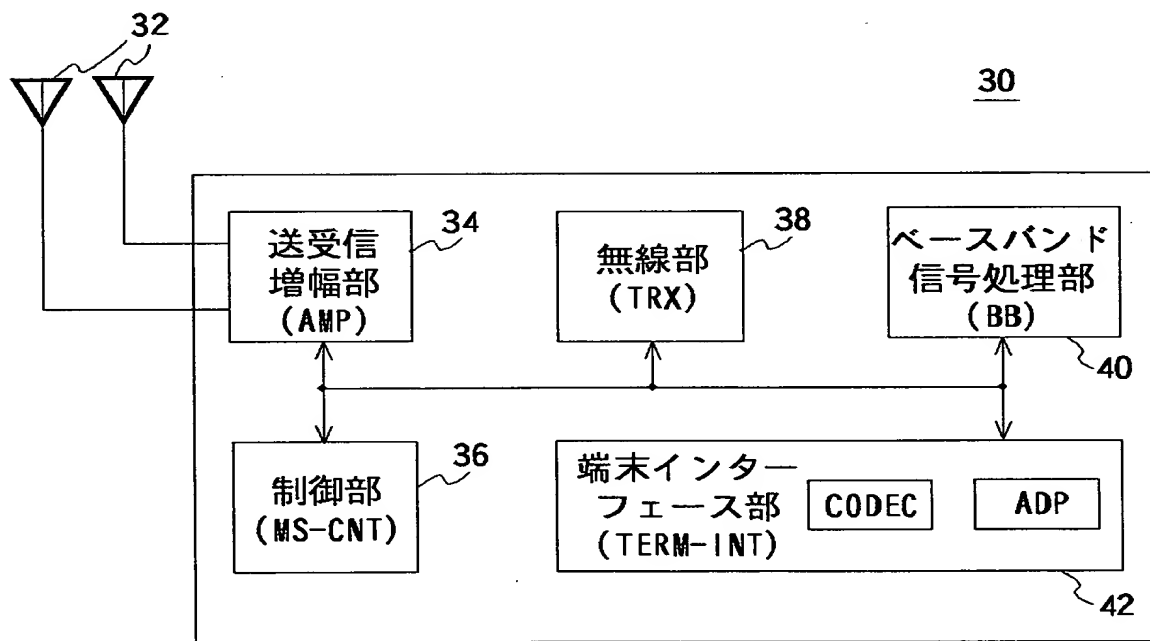 32
30
送受信
増幅部
(AMP)
34
無線部
(TRX)
38
ベースバンド
信号処理部
(BB)
40
制御部
(MS-CNT)
36
端末インター
フェース部
(TERM-INT)
CODEC
ADP
42